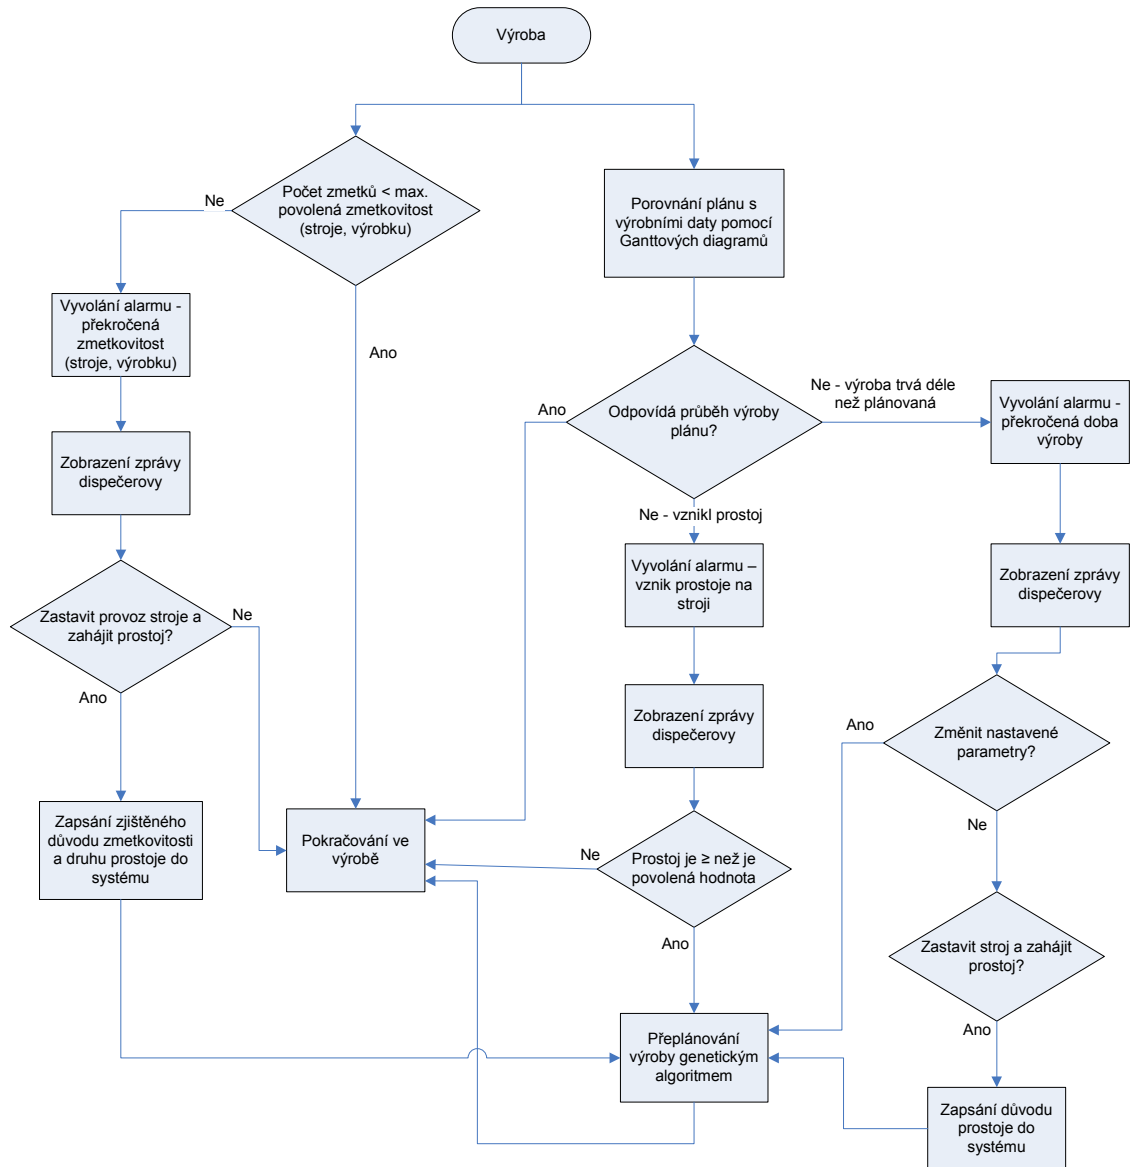 Výroba
Počet zmetků < max.
povolená zmetkovitost
(stroje, výrobku)
Ne
Ano
Porovnání plánu s
výrobními daty pomocí
Ganttových diagramů
Vyvolání alarmu -
překročená
zmetkovitost
(stroje, výrobku)
Odpovídá průběh výroby
plánu?
Ano
Ne - výroba trvá déle
než plánovaná
Vyvolání alarmu -
překročená doba
výroby
Zobrazení zprávy
dispečerovy
Ne - vznikl prostoj
Vyvolání alarmu –
vznik prostoje na
stroji
Zobrazení zprávy
dispečerovy
Zastavit provoz stroje a
zahájit prostoj?
Ne
Ano
Zobrazení zprávy
dispečerovy
Změnit nastavené
parametry?
Ano
Ne
Zapsání zjištěného
důvodu zmetkovitosti
a druhu prostoje do
systému
Pokračování ve
výrobě
Prostoj je ≥ než je
povolená hodnota
Ne
Ano
Zastavit stroj a zahájit
prostoj?
Ano
Přeplánování
výroby genetickým
algoritmem
Zapsání důvodu
prostoje do
systému